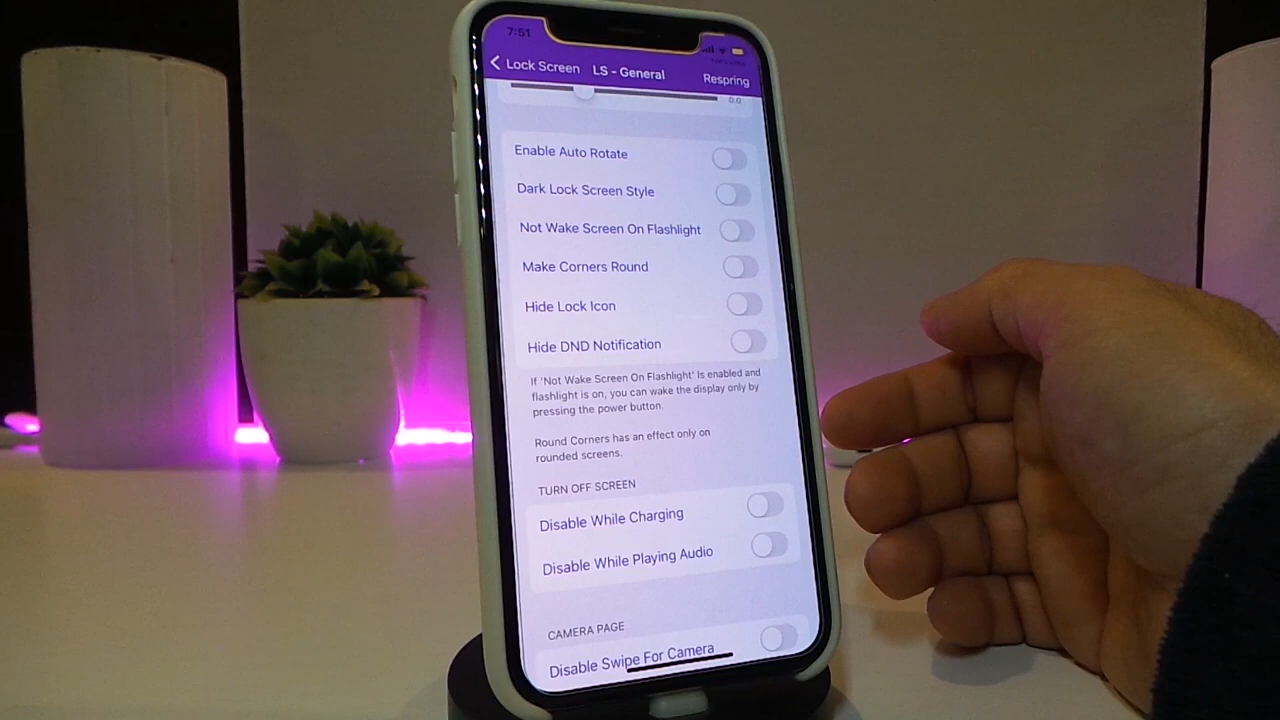 7:51
Lock Screen
LS - General
Respring
0.0
Enable Auto Rotate
Dark Lock Screen Style
Not Wake Screen On Flashlight
Make Corners Round
Hide Lock Icon
Hide DND Notification
If 'Not Wake Screen On Flashlight' Is enabled and
flashlight is on, you can wake the display only by
pressing the power button.
Round Corners has an effect only on
rounded screens.
TURN OFF SCREEN
Disable While Charging
Disable While Playing Audio
CAMERA PAGE
Disable Swipe For Camera